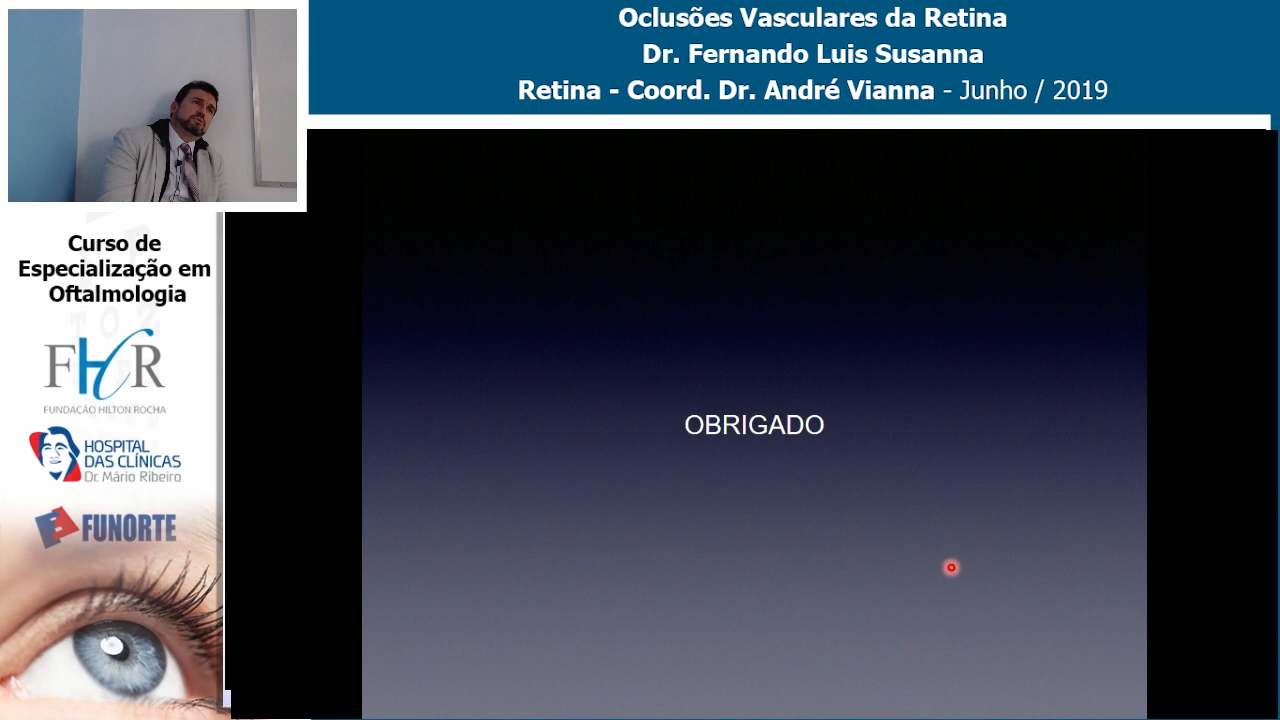 Oclusões Vasculares da Retina
Dr. Fernando Luis Susanna
Retina - Coord. Dr. André Vianna - Junho / 2019
Curso de
Especialização em
Oftalmologia
FHR
FUNDAÇÃO HILTON ROCHA
HOSPITAL
DAS CLÍNICAS
Dr. Mário Ribeiro
FUNORTE
OBRIGADO